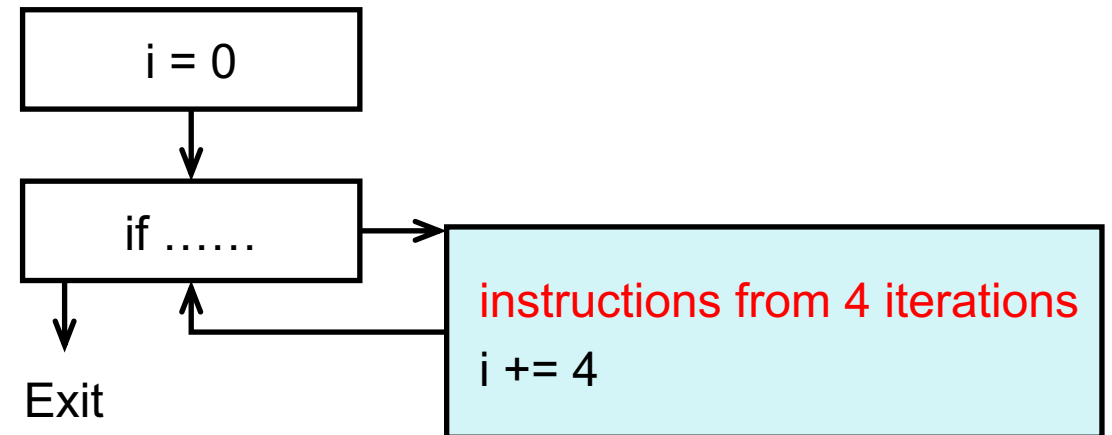 i = 0
if ……
instructions from 4 iterations
i += 4
Exit